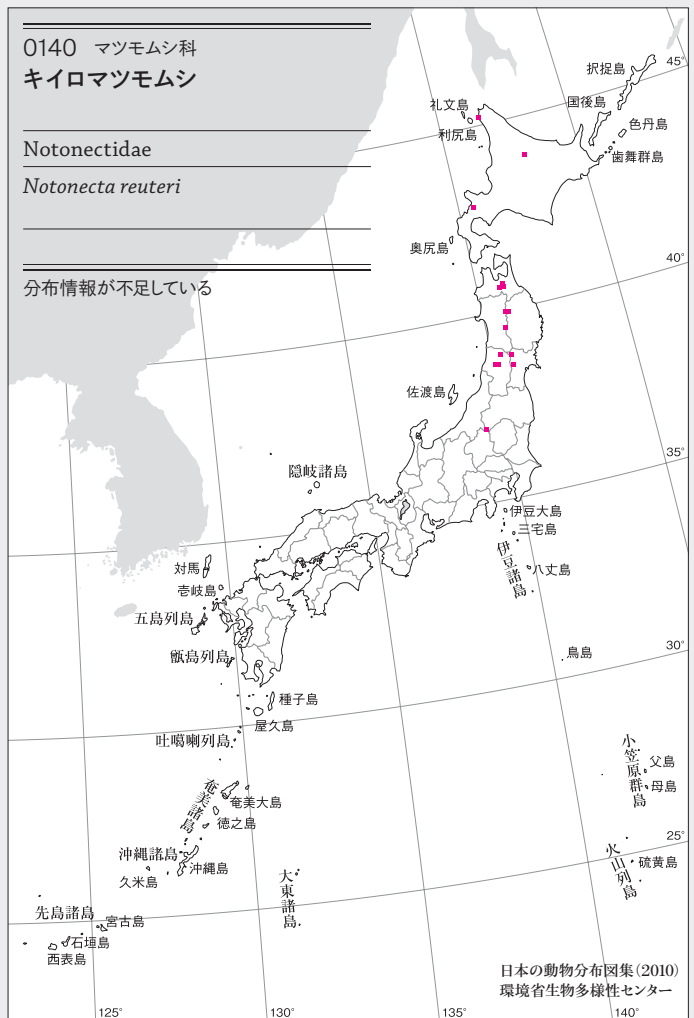 0140 マツモムシ科
キイロマツモムシ
Notonectidae
Notonecta reuteri
分布情報が不足している
45°
択捉島
礼文島
国後島
色丹島
利尻島
歯舞群島
奥尻島
40°
佐渡島
35°
隠岐諸島
伊豆大島
三宅島
伊豆諸島
八丈島
対馬
壱岐島
五島列島
甑島列島
鳥島
30°
種子島
屋久島
吐噶喇列島
小笠原群島
父島
母島
奄美諸島
奄美大島
徳之島
25°
沖縄諸島
沖縄島
久米島
大東諸島
火山列島
硫黄島
先島諸島
宮古島
石垣島
西表島
日本の動物分布図集(2010)
環境省生物多様性センター
125°
130°
135°
140°